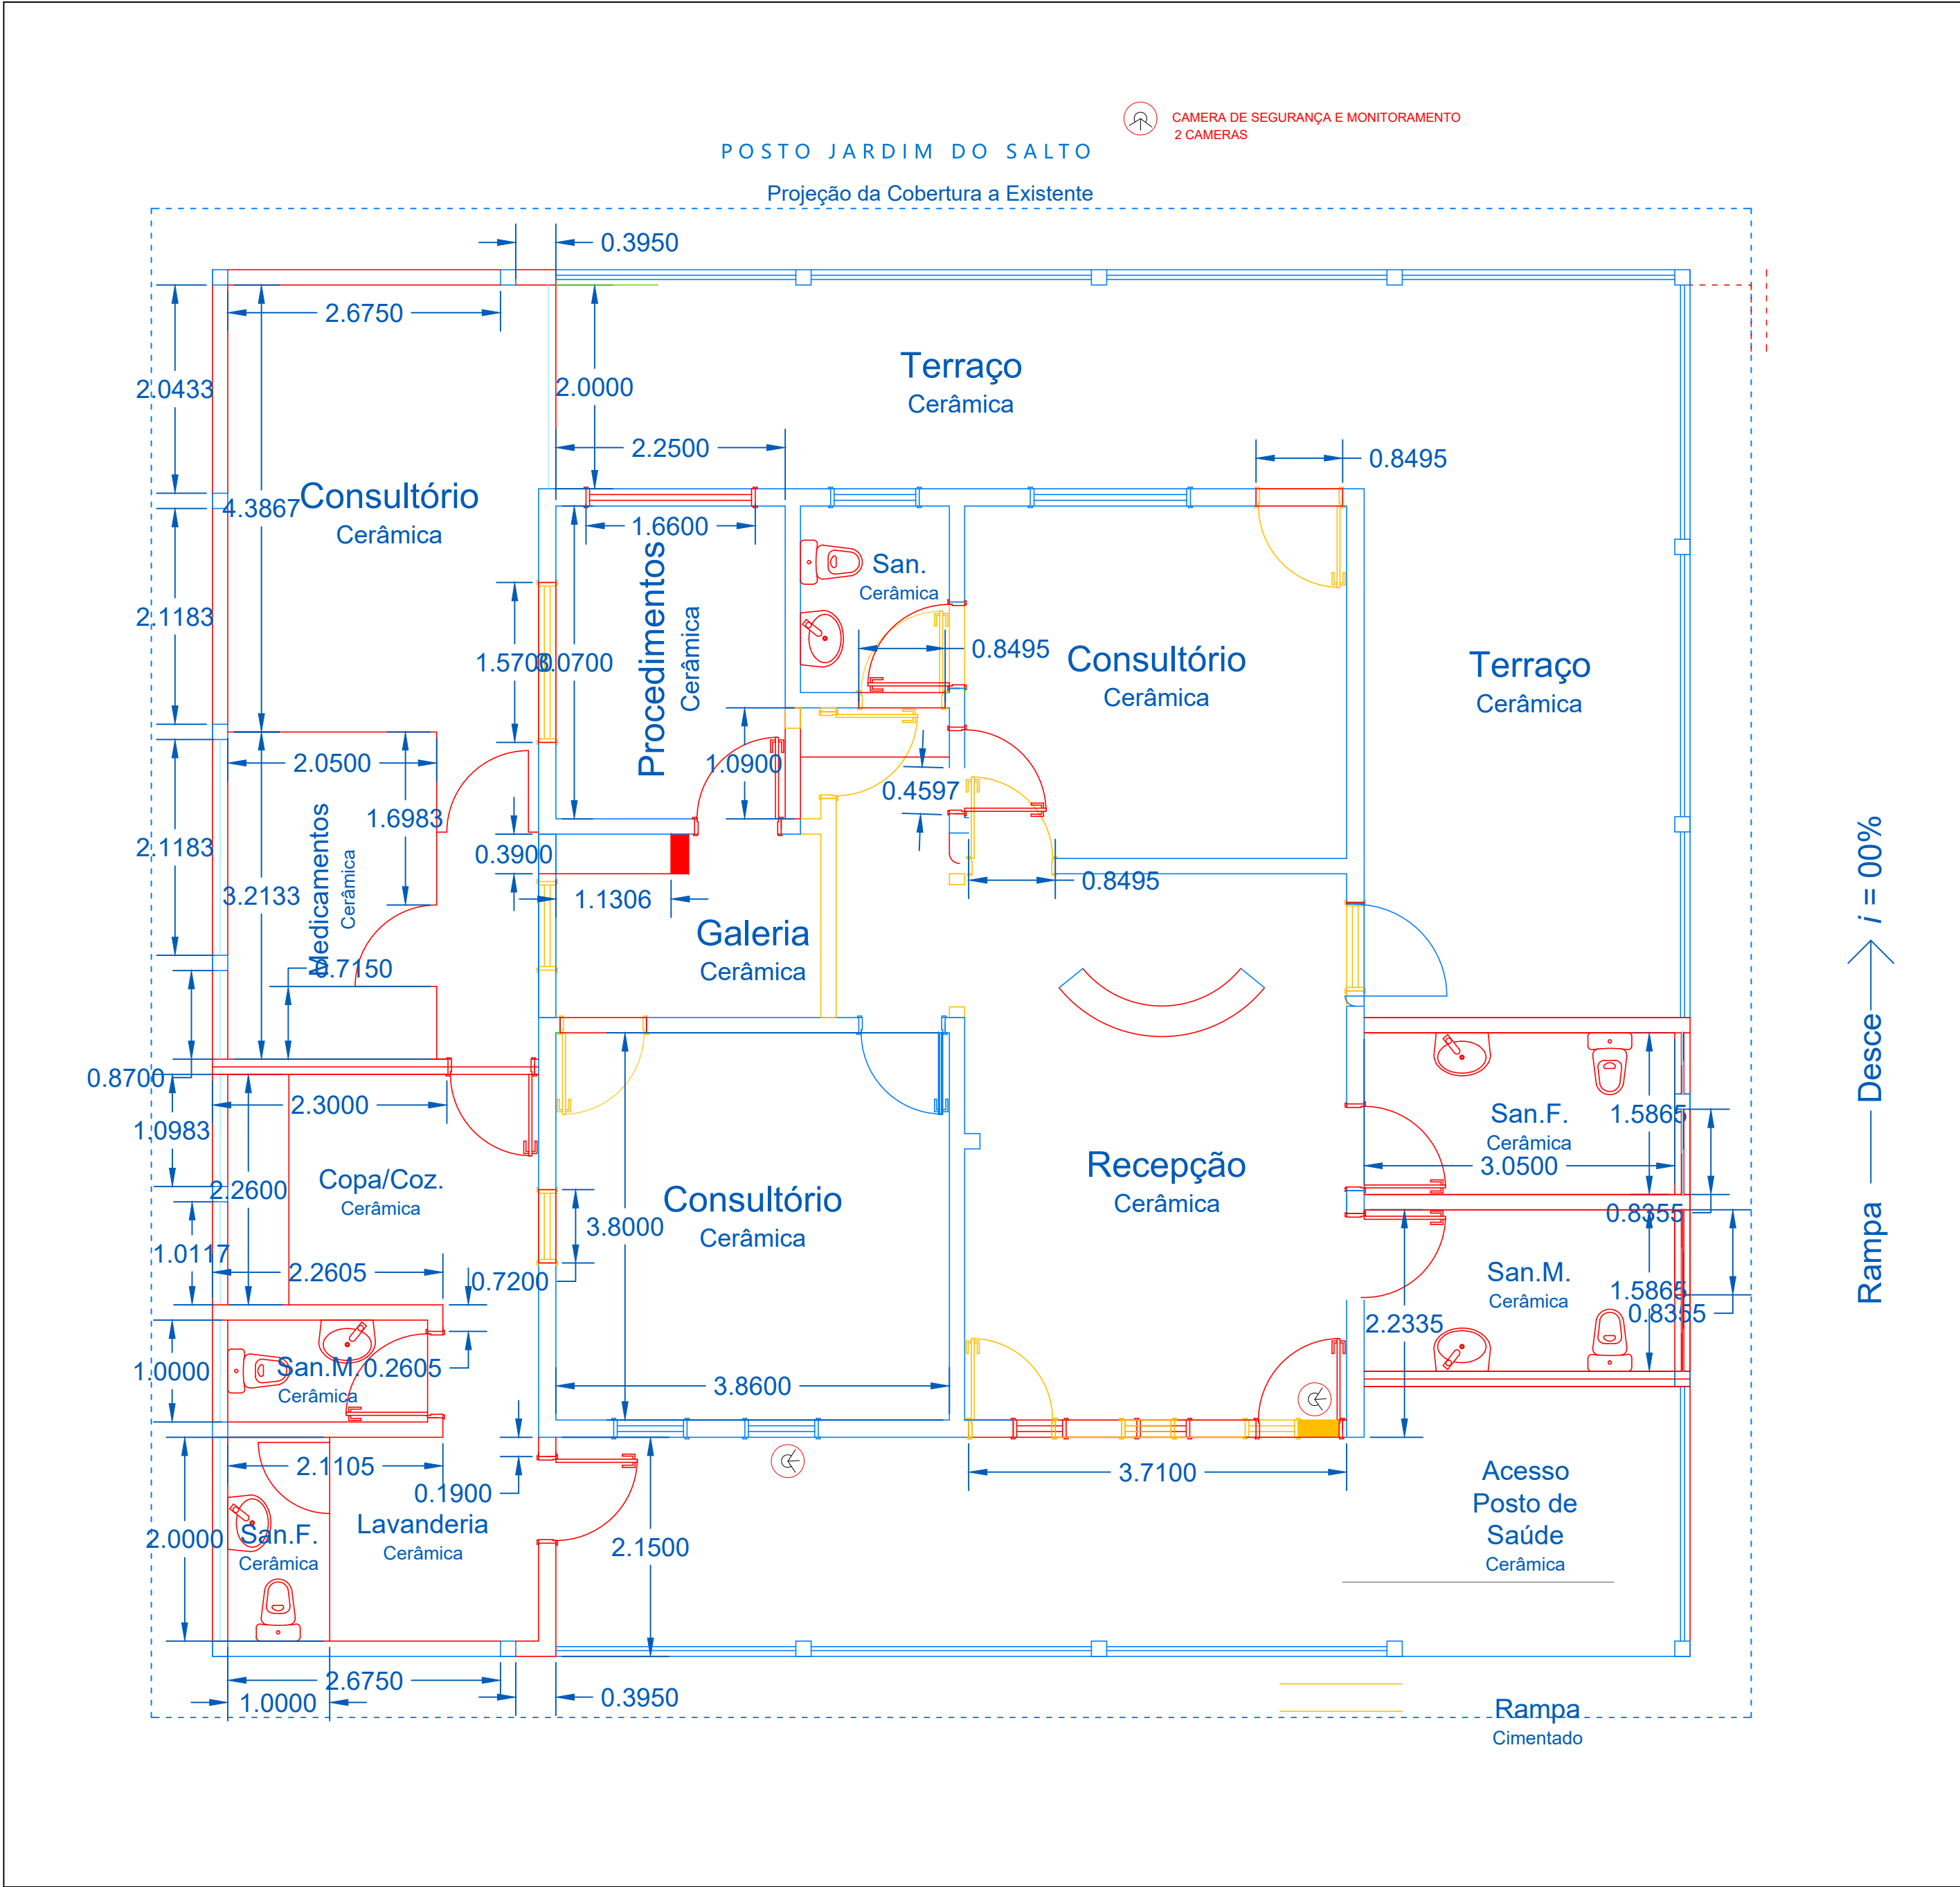 CAMERA DE SEGURANÇA E MONITORAMENTO
2 CAMERAS
POSTO JARDIM DO SALTO
Projeção da Cobertura a Existente
0.3950
2.6750
2.0433
2.0000
Terraço
Cerâmica
2.2500
0.8495
4.3867
Consultório
Cerâmica
1.6600
Procedimentos
Cerâmica
San.
Cerâmica
2.1183
1.5700
3.0700
0.8495
Consultório
Cerâmica
Terraço
Cerâmica
2.0500
1.0900
0.4597
1.6983
Medicamentos
Cerâmica
2.1183
0.3900
3.2133
1.1306
0.8495
Galeria
Cerâmica
0.7150
i = 00%
Desce
Rampa
0.8700
2.3000
1.0983
San.F.
Cerâmica
1.5865
3.0500
Copa/Coz.
Cerâmica
2.2600
Consultório
Cerâmica
3.8000
Recepção
Cerâmica
0.8355
1.0117
2.2605
0.7200
San.M.
Cerâmica
1.5865
0.8355
2.2335
1.0000
San.M.
Cerâmica
0.2605
3.8600
2.1105
0.1900
3.7100
Acesso
Posto de
Saúde
Cerâmica
2.0000
San.F.
Cerâmica
Lavanderia
Cerâmica
2.1500
2.6750
1.0000
0.3950
Rampa
Cimentado